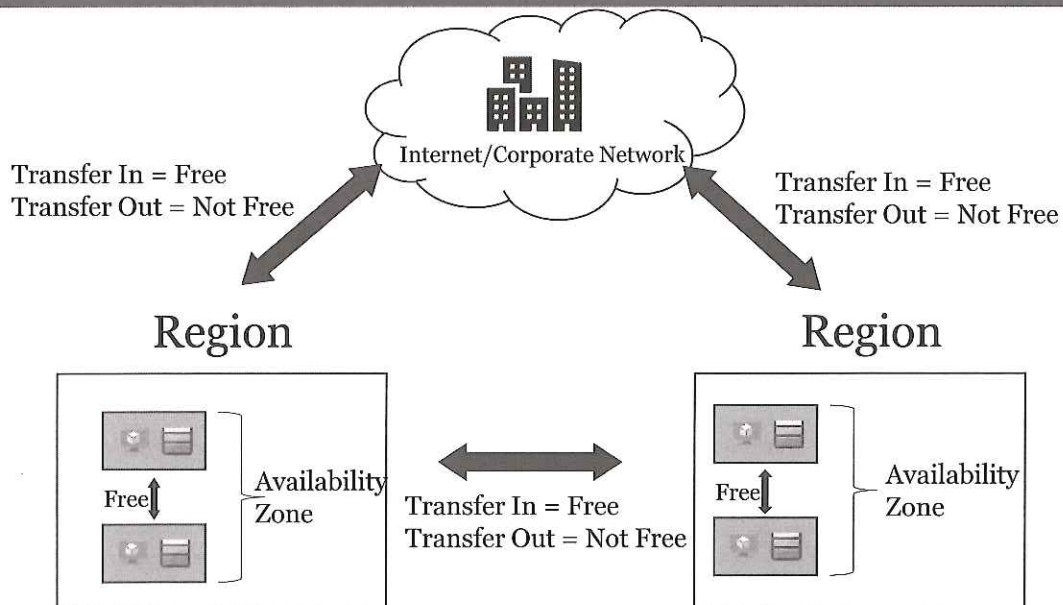 Internet/Corporate Network
Transfer In = Free
Transfer Out = Not Free
Transfer In = Free
Transfer Out = Not Free
Region
Region
Free
Availability
Zone
Transfer In = Free
Transfer Out = Not Free
Free
Availability
Zone